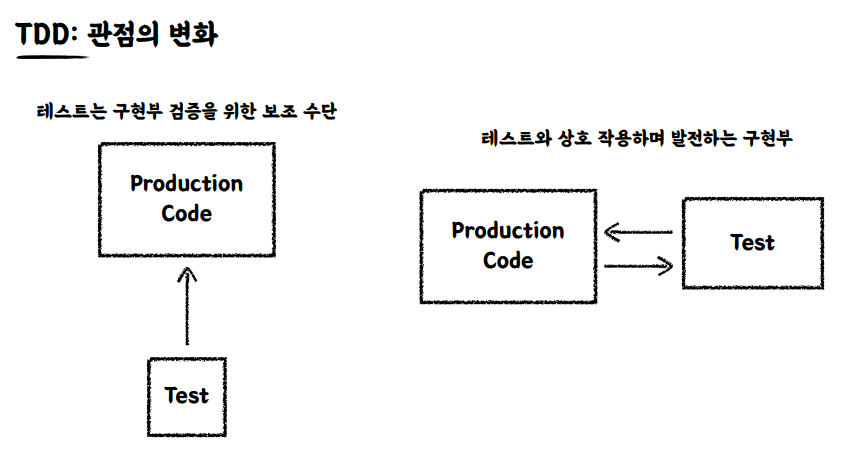 TDD: 관점의 변화
테스트는 구현부 검증을 위한 보조 수단
Production
Code
Test
테스트와 상호 작용하며 발전하는 구현부
Production
Code
Test